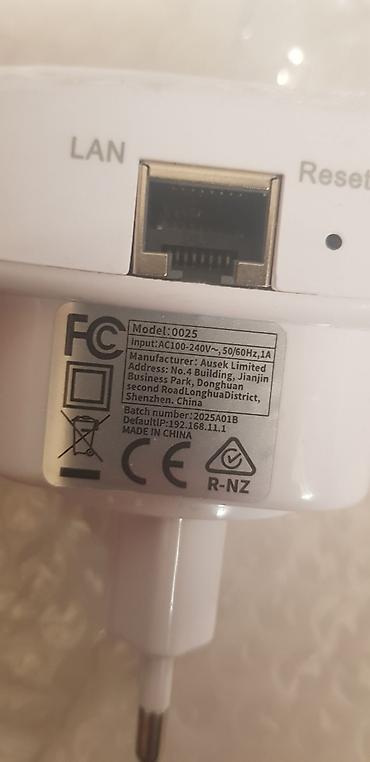 LAN
Reset
FC
Model:0025
input:AC100-240V~,50/60Hz,1A
Manufacturer: Ausek Limited
Address: No.4 Building, Jianjin
Business Park, Donghuan
second RoadLonghuaDistrict,
Shenzhen. China
Batch number:2025A01B
DefaultIP:192.168.11.1
MADE IN CHINA
CE
R-NZ